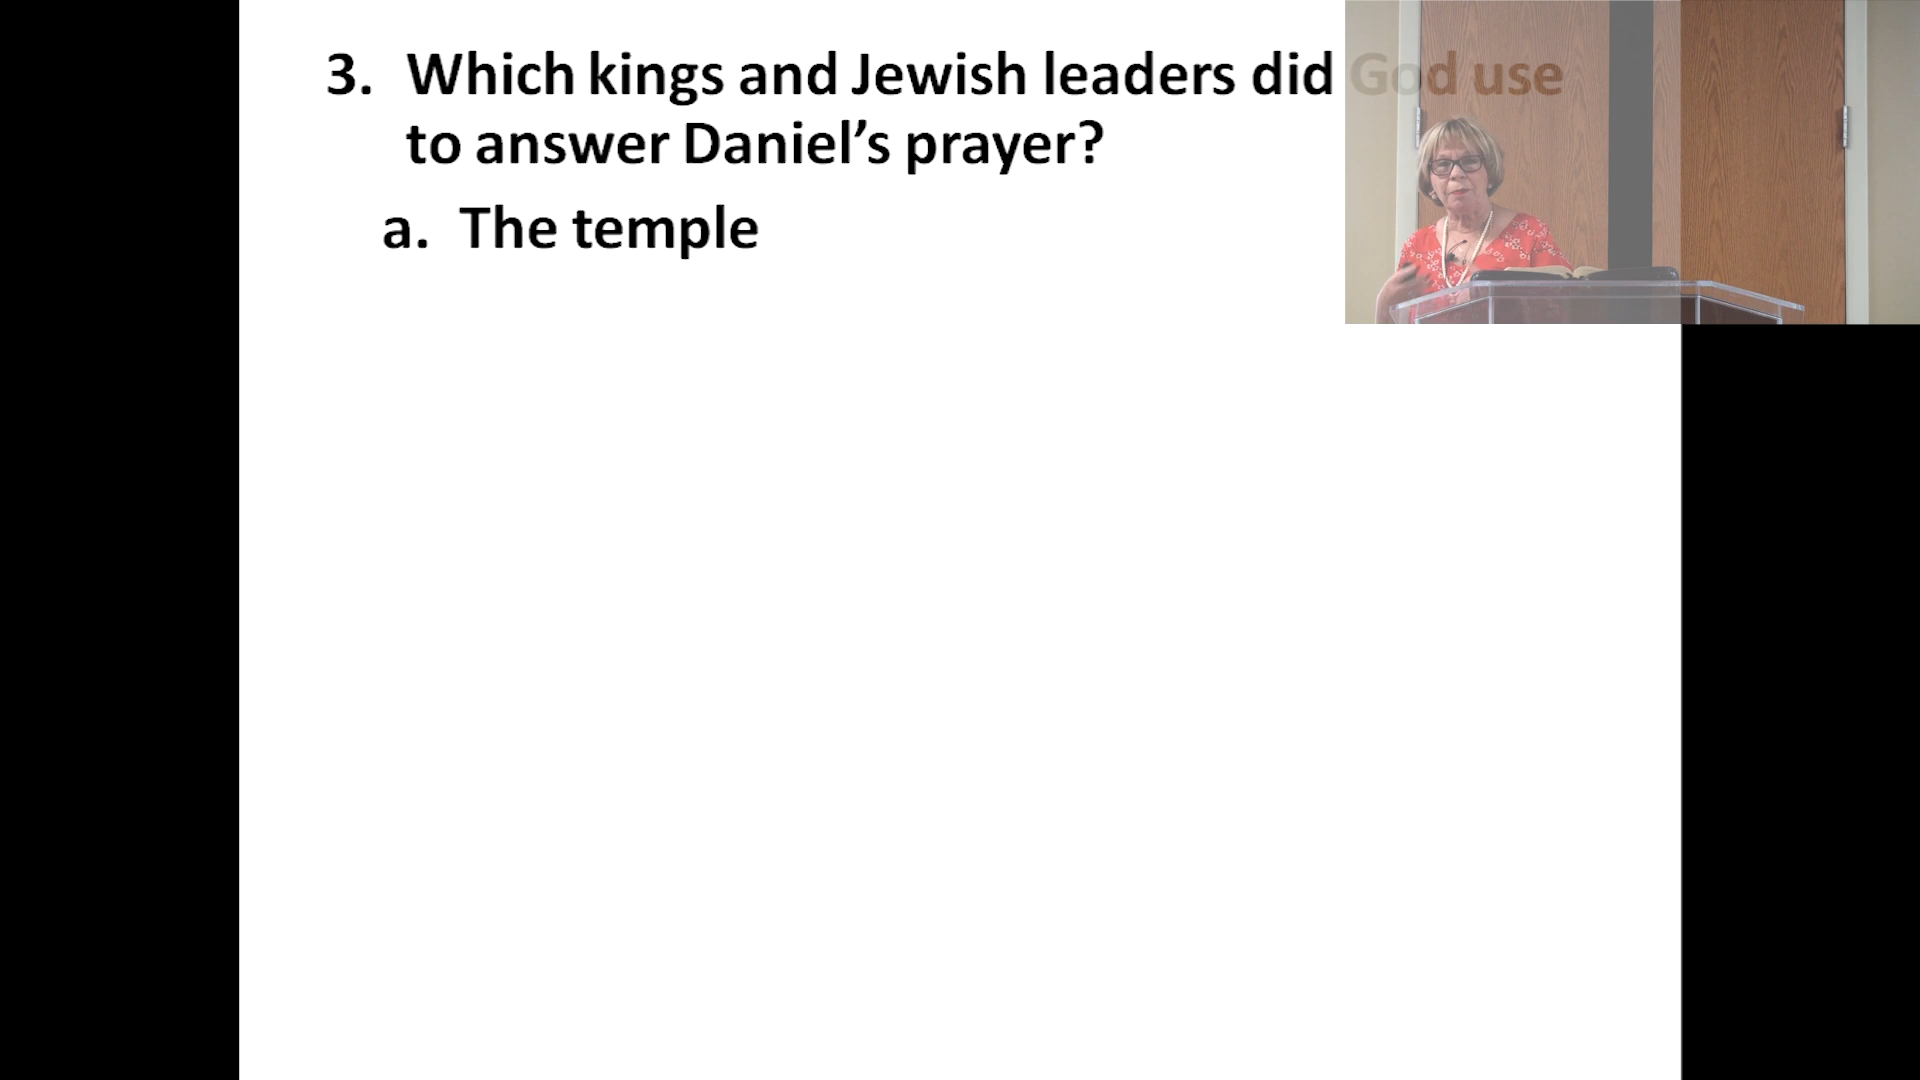 3. Which kings and Jewish leaders did God use
to answer Daniel’s prayer?
a. The temple